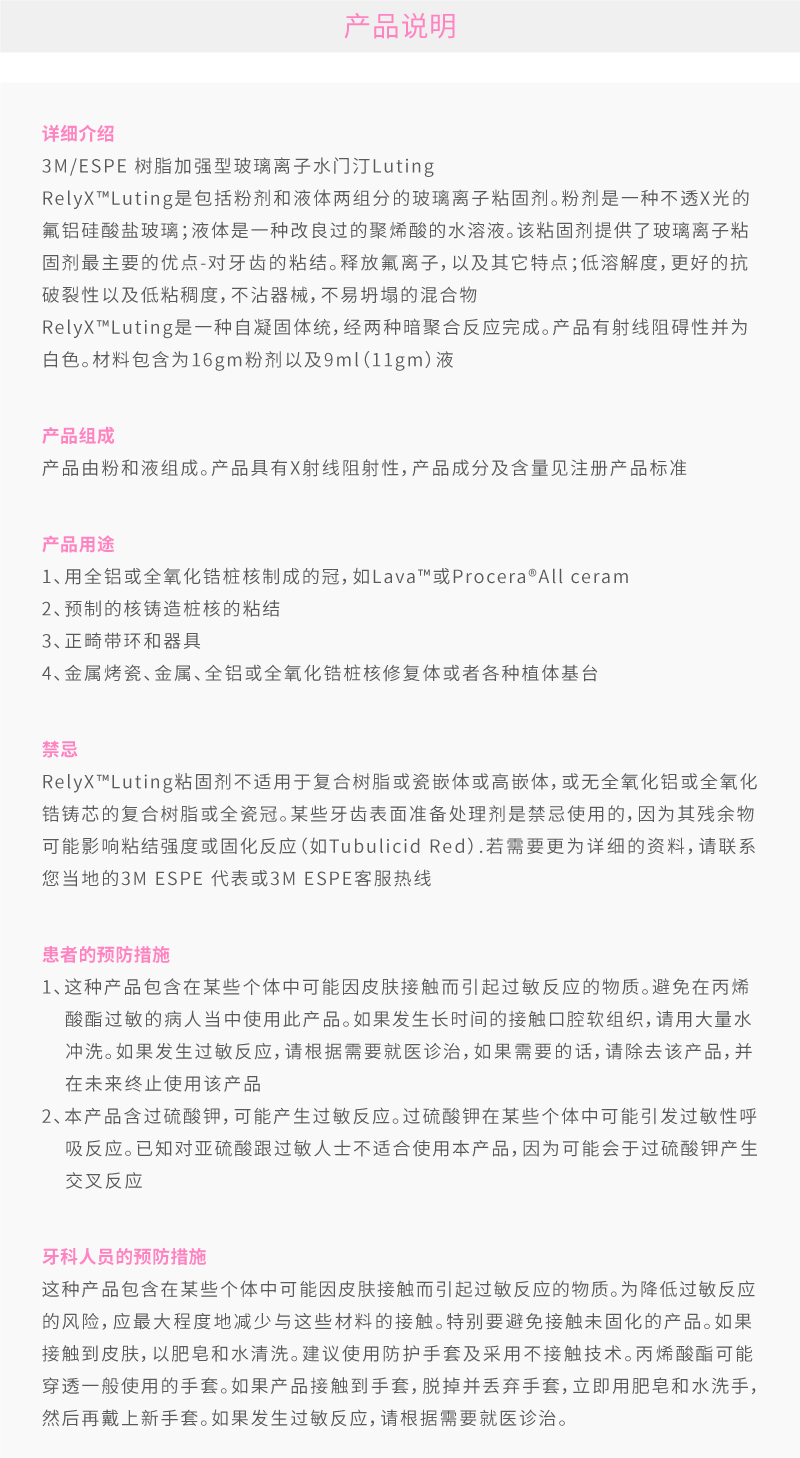 产品说明
详细介绍
3M/ESPE 树脂加强型玻璃离子水门汀Luting
RelyX™Luting是包括粉剂和液体两组分的玻璃离子粘固剂。粉剂是一种不透X光的
氟铝硅酸盐玻璃；液体是一种改良过的聚烯酸的水溶液。该粘固剂提供了玻璃离子粘
固剂最主要的优点-对牙齿的粘结。释放氟离子，以及其它特点；低溶解度，更好的抗
破裂性以及低粘稠度，不沾器械，不易坍塌的混合物
RelyX™Luting是一种自凝固体统，经两种暗聚合反应完成。产品有射线阻碍性并为
白色。材料包含为16gm粉剂以及9ml（11gm）液
产品组成
产品由粉和液组成。产品具有X射线阻射性，产品成分及含量见注册产品标准
产品用途
1、用全铝或全氧化锆桩核制成的冠，如Lava™或Procera®All ceram
2、预制的核铸造桩核的粘结
3、正畸带环和器具
4、金属烤瓷、金属、全铝或全氧化锆桩核修复体或者各种植体基台
禁忌
RelyX™Luting粘固剂不适用于复合树脂或瓷嵌体或高嵌体，或无全氧化铝或全氧化
锆铸芯的复合树脂或全瓷冠。某些牙齿表面准备处理剂是禁忌使用的，因为其残余物
可能影响粘结强度或固化反应（如Tubulicid Red）.若需要更为详细的资料，请联系
您当地的3M ESPE 代表或3M ESPE客服热线
患者的预防措施
1、这种产品包含在某些个体中可能因皮肤接触而引起过敏反应的物质。避免在丙烯
酸酯过敏的病人当中使用此产品。如果发生长时间的接触口腔软组织，请用大量水
冲洗。如果发生过敏反应，请根据需要就医诊治，如果需要的话，请除去该产品，并
在未来终止使用该产品
2、本产品含过硫酸钾，可能产生过敏反应。过硫酸钾在某些个体中可能引发过敏性呼
吸反应。已知对亚硫酸跟过敏人士不适合使用本产品，因为可能会于过硫酸钾产生
交叉反应
牙科人员的预防措施
这种产品包含在某些个体中可能因皮肤接触而引起过敏反应的物质。为降低过敏反应
的风险，应最大程度地减少与这些材料的接触。特别要避免接触未固化的产品。如果
接触到皮肤，以肥皂和水清洗。建议使用防护手套及采用不接触技术。丙烯酸酯可能
穿透一般使用的手套。如果产品接触到手套，脱掉并丢弃手套，立即用肥皂和水洗手，
然后再戴上新手套。如果发生过敏反应，请根据需要就医诊治。